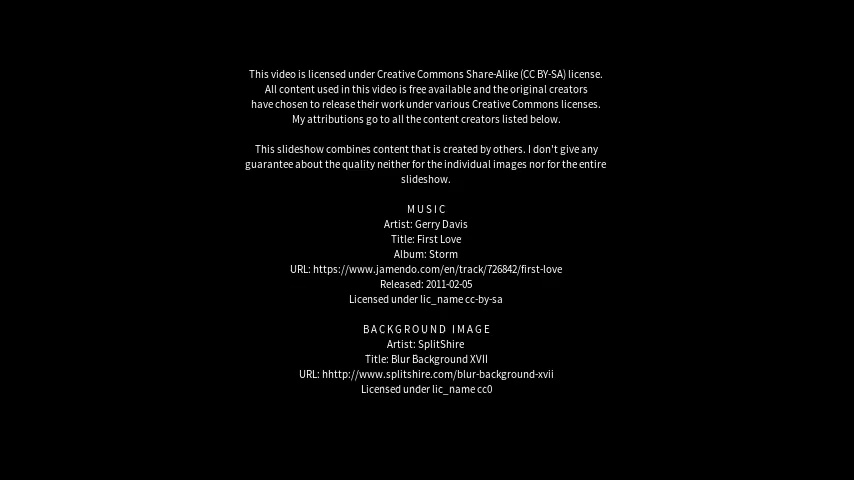 This video is licensed under Creative Commons Share-Alike (CC BY-SA) license.
All content used in this video is free available and the original creators
have chosen to release their work under various Creative Commons licenses.
My attributions go to all the content creators listed below.
This slideshow combines content that is created by others. I don't give any
guarantee about the quality neither for the individual images nor for the entire
slideshow.
MUSIC
Artist: Gerry Davis
Title: First Love
Album: Storm
URL: https://www.jamendo.com/en/track/726842/first-love
Released: 2011-02-05
Licensed under lic_name cc-by-sa
BACKGROUND IMAGE
Artist: SplitShire
Title: Blur Background XVII
URL: hhttp://www.splitshire.com/blur-background-xvii
Licensed under lic_name cc0